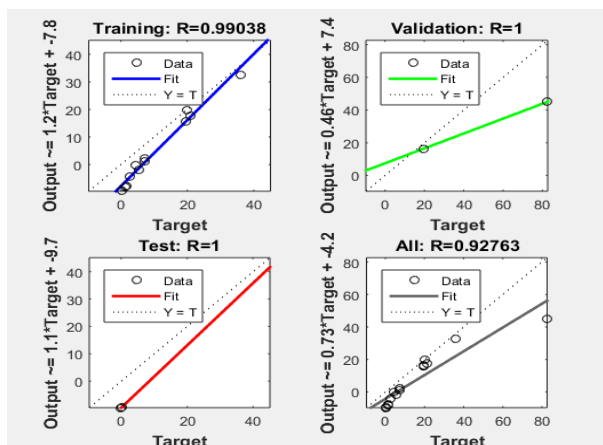 Training: R=0.99038
Output ~= 1.2*Target + -7.8
Data
Fit
Y = T
40
30
20
10
0
0
20
40
Target
Validation: R=1
Output ~= 0.46*Target + 7.4
Data
Fit
Y = T
80
60
40
20
0
0
20
40
60
80
Target
Test: R=1
Output ~= 1.1*Target + -9.7
Data
Fit
Y = T
40
30
20
10
0
0
20
40
Target
All: R=0.92763
Output ~= 0.73*Target + -4.2
Data
Fit
Y = T
80
60
40
20
0
0
20
40
60
80
Target